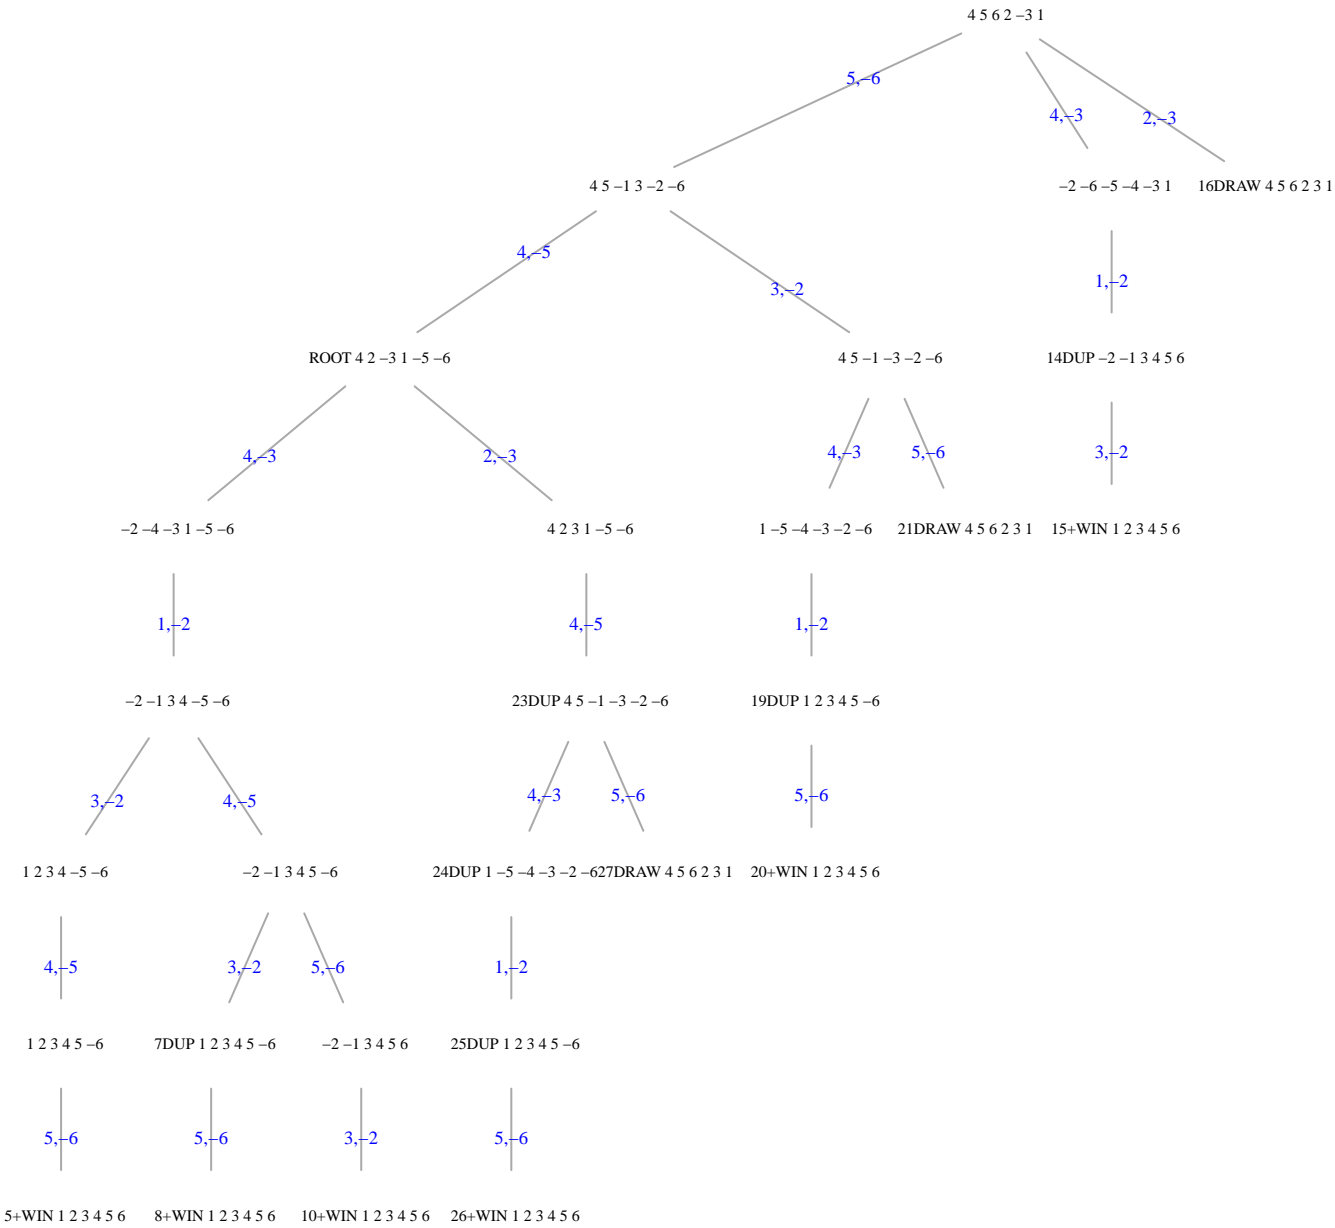 4 5 6 2 −3 1
5,−6
4,−3
2,−3
4 5 −1 3 −2 −6
−2 −6 −5 −4 −3 1
16DRAW 4 5 6 2 3 1
4,−5
3,−2
1,−2
ROOT 4 2 −3 1 −5 −6
4 5 −1 −3 −2 −6
14DUP −2 −1 3 4 5 6
4,−3
2,−3
4,−3
5,−6
3,−2
−2 −4 −3 1 −5 −6
4 2 3 1 −5 −6
1 −5 −4 −3 −2 −6
21DRAW 4 5 6 2 3 1
15+WIN 1 2 3 4 5 6
1,−2
4,−5
1,−2
−2 −1 3 4 −5 −6
23DUP 4 5 −1 −3 −2 −6
19DUP 1 2 3 4 5 −6
3,−2
4,−5
4,−3
5,−6
5,−6
1 2 3 4 −5 −6
−2 −1 3 4 5 −6
24DUP 1 −5 −4 −3 −2 −6
27DRAW 4 5 6 2 3 1
20+WIN 1 2 3 4 5 6
4,−5
3,−2
5,−6
1,−2
1 2 3 4 5 −6
7DUP 1 2 3 4 5 −6
−2 −1 3 4 5 6
25DUP 1 2 3 4 5 −6
5,−6
5,−6
3,−2
5,−6
5+WIN 1 2 3 4 5 6
8+WIN 1 2 3 4 5 6
10+WIN 1 2 3 4 5 6
26+WIN 1 2 3 4 5 6